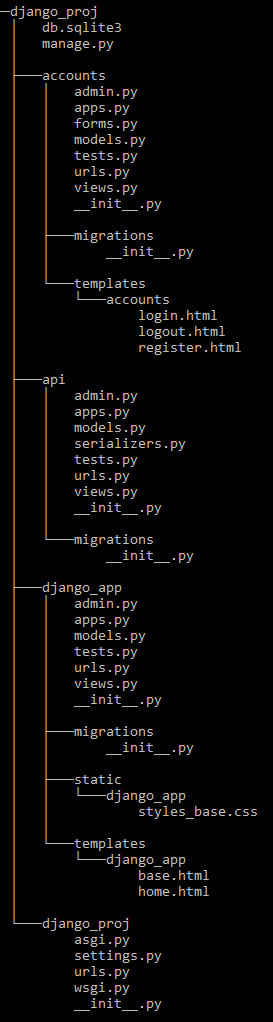 django_proj
db.sqlite3
manage.py
accounts
admin.py
apps.py
forms.py
models.py
tests.py
urls.py
views.py
__init__.py
migrations
__init__.py
templates
accounts
login.html
logout.html
register.html
api
admin.py
apps.py
models.py
serializers.py
tests.py
urls.py
views.py
__init__.py
migrations
__init__.py
django_app
admin.py
apps.py
models.py
tests.py
urls.py
views.py
__init__.py
migrations
__init__.py
static
django_app
styles_base.css
templates
django_app
base.html
home.html
django_proj
asgi.py
settings.py
urls.py
wsgi.py
__init__.py